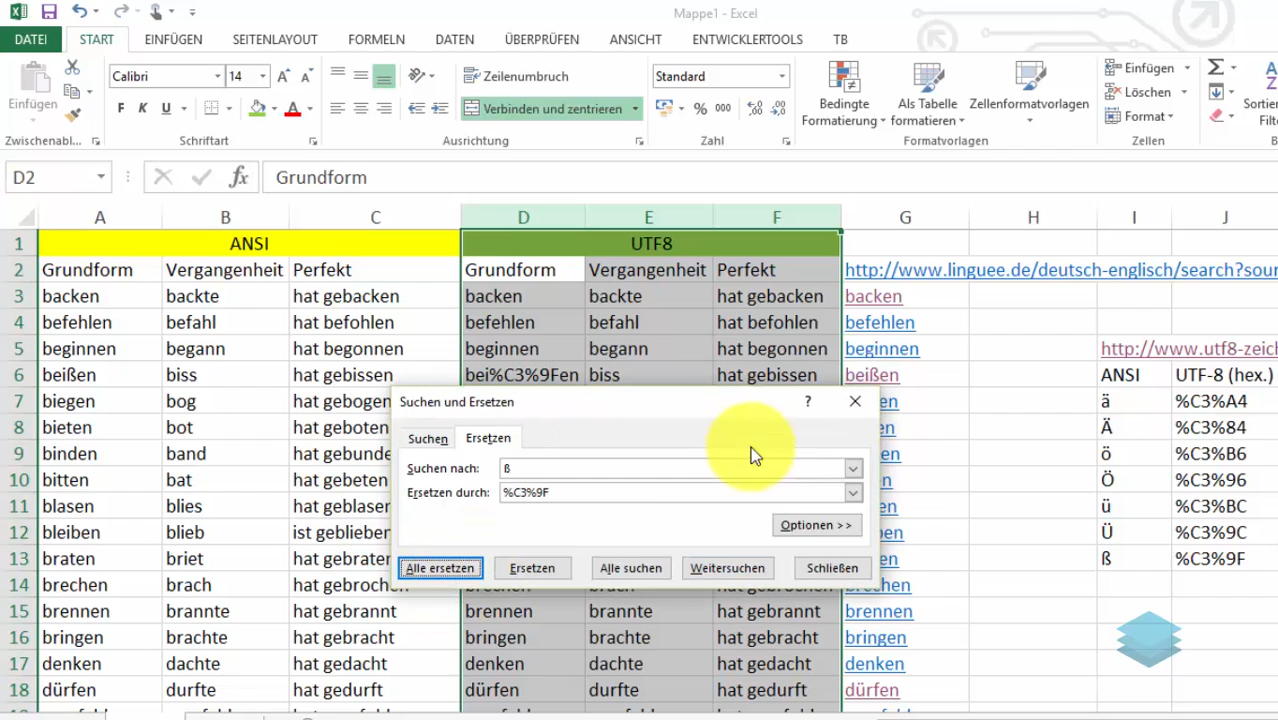 Mappe1 - Excel
DATEI START EINFÜGEN SEITENLAYOUT FORMELN DATEN ÜBERPRÜFEN ANSICHT ENTWICKLERTOOLS TB
Einfügen
Zwischenabl...
Calibri 14
F K U
Schriftart
Zeilenumbruch
Verbinden und zentrieren
Ausrichtung
Standard
% 000
Zahl
Bedingte Formatierung
Als Tabelle formatieren
Zellenformatvorlagen
Formatvorlagen
Einfügen
Löschen
Format
Zellen
D2 fx Grundform
A B C D E F G H I J
1 ANSI UTF8
2 Grundform Vergangenheit Perfekt Grundform Vergangenheit Perfekt http://www.linguee.de/deutsch-englisch/search?sour
3 backen backte hat gebacken backen backte hat gebacken backen
4 befehlen befahl hat befohlen befehlen befahl hat befohlen befehlen
5 beginnen begann hat begonnen beginnen begann hat begonnen beginnen http://www.utf8-zeich
6 beißen biss hat gebissen bei%C3%9Fen biss hat gebissen beißen ANSI UTF-8 (hex.)
7 biegen bog ä %C3%A4
8 bieten bot Ä %C3%84
9 binden band ö %C3%B6
10 bitten bat Ö %C3%96
11 blasen blies ü %C3%BC
12 bleiben blieb Ü %C3%9C
13 braten briet ß %C3%9F
14 brechen brach brechen
15 brennen brannte hat gebrannt brennen brannte hat gebrannt brennen
16 bringen brachte hat gebracht bringen brachte hat gebracht bringen
17 denken dachte hat gedacht denken dachte hat gedacht denken
18 dürfen durfte hat gedurft dürfen durfte hat gedurft dürfen
Suchen und Ersetzen
Suchen Ersetzen
Suchen nach: ß
Ersetzen durch: %C3%9F
Optionen >>
Alle ersetzen Ersetzen Alle suchen Weitersuchen Schließen